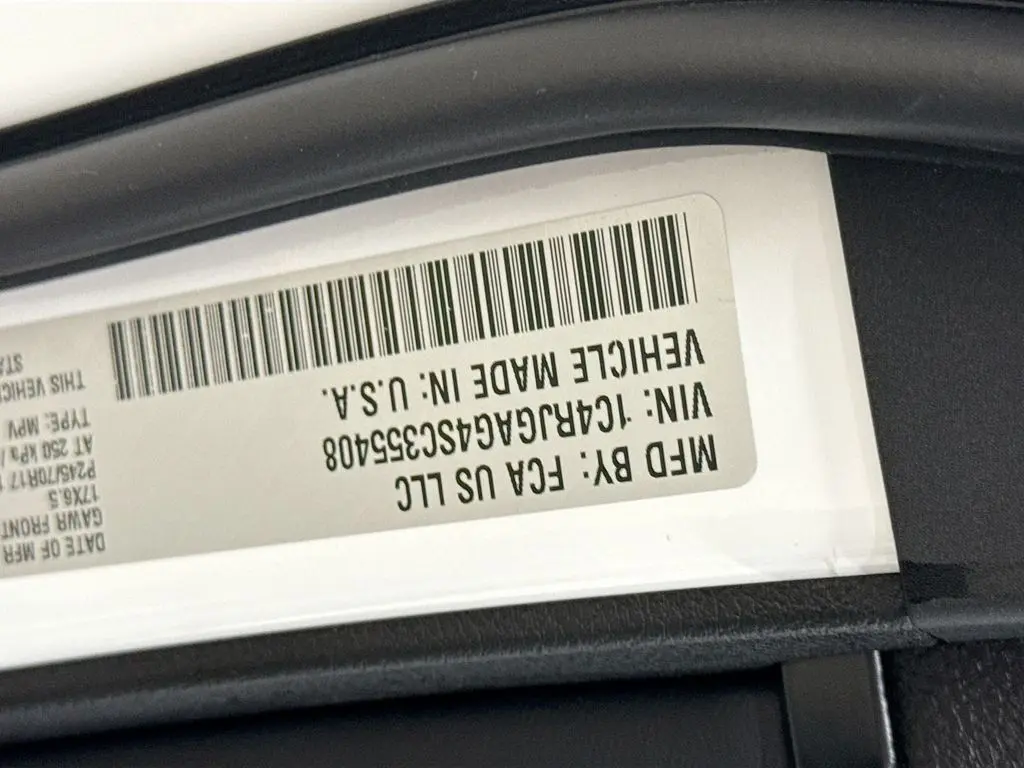 MFD BY: FCA US LLC
VIN: 1C4RJGAG4SC355408
VEHICLE MADE IN: U.S.A.
DATE OF MFR
GAWR FRONT
17X6.5
P245/70R17
AT 250 kPa /
TYPE: MPV
THIS VEHIC
STA